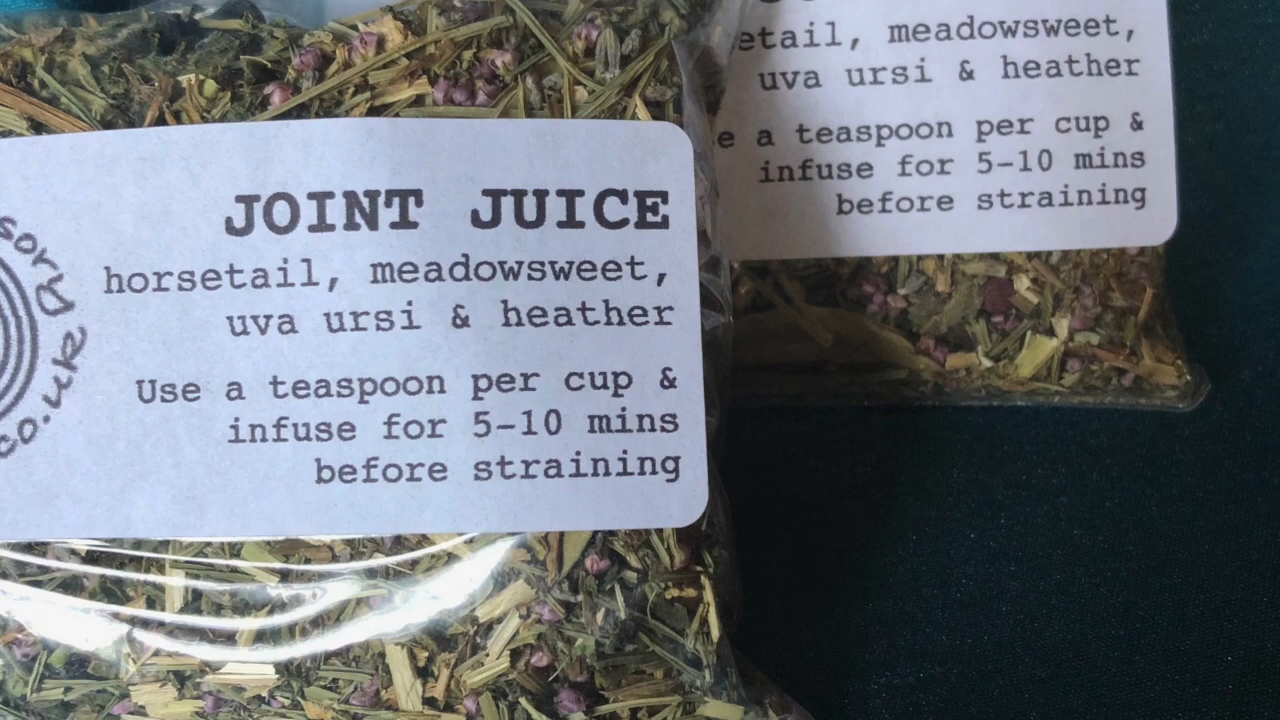 JOINT JUICE
horsetail, meadowsweet,
uva ursi & heather
Use a teaspoon per cup &
infuse for 5-10 mins
before straining
co.uk
etail, meadowsweet,
uva ursi & heather
e a teaspoon per cup &
infuse for 5-10 mins
before straining